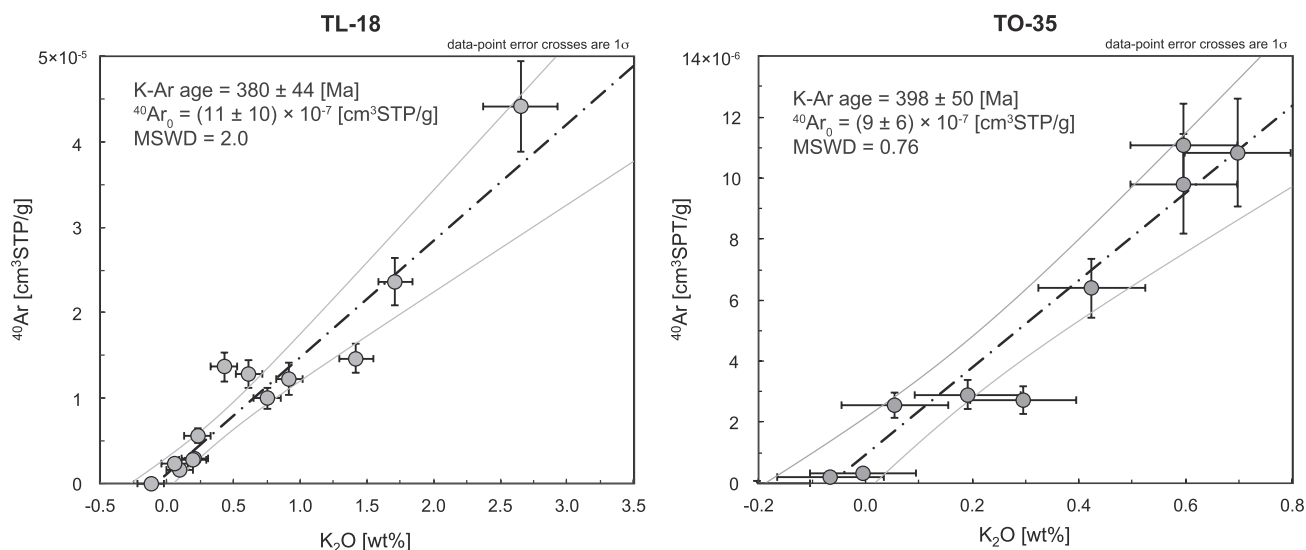 TL-18
data-point error crosses are 1σ
5×10⁻⁵
K-Ar age = 380 ± 44 [Ma]
⁴⁰Ar₀ = (11 ± 10) × 10⁻⁷ [cm³STP/g]
MSWD = 2.0
4
3
2
1
0
⁴⁰Ar [cm³STP/g]
-0.5
0.0
0.5
1.0
1.5
2.0
2.5
3.0
3.5
K₂O [wt%]
TO-35
data-point error crosses are 1σ
14×10⁻⁶
K-Ar age = 398 ± 50 [Ma]
⁴⁰Ar₀ = (9 ± 6) × 10⁻⁷ [cm³STP/g]
MSWD = 0.76
12
10
8
6
4
2
0
⁴⁰Ar [cm³SPT/g]
-0.2
0.0
0.2
0.4
0.6
0.8
K₂O [wt%]